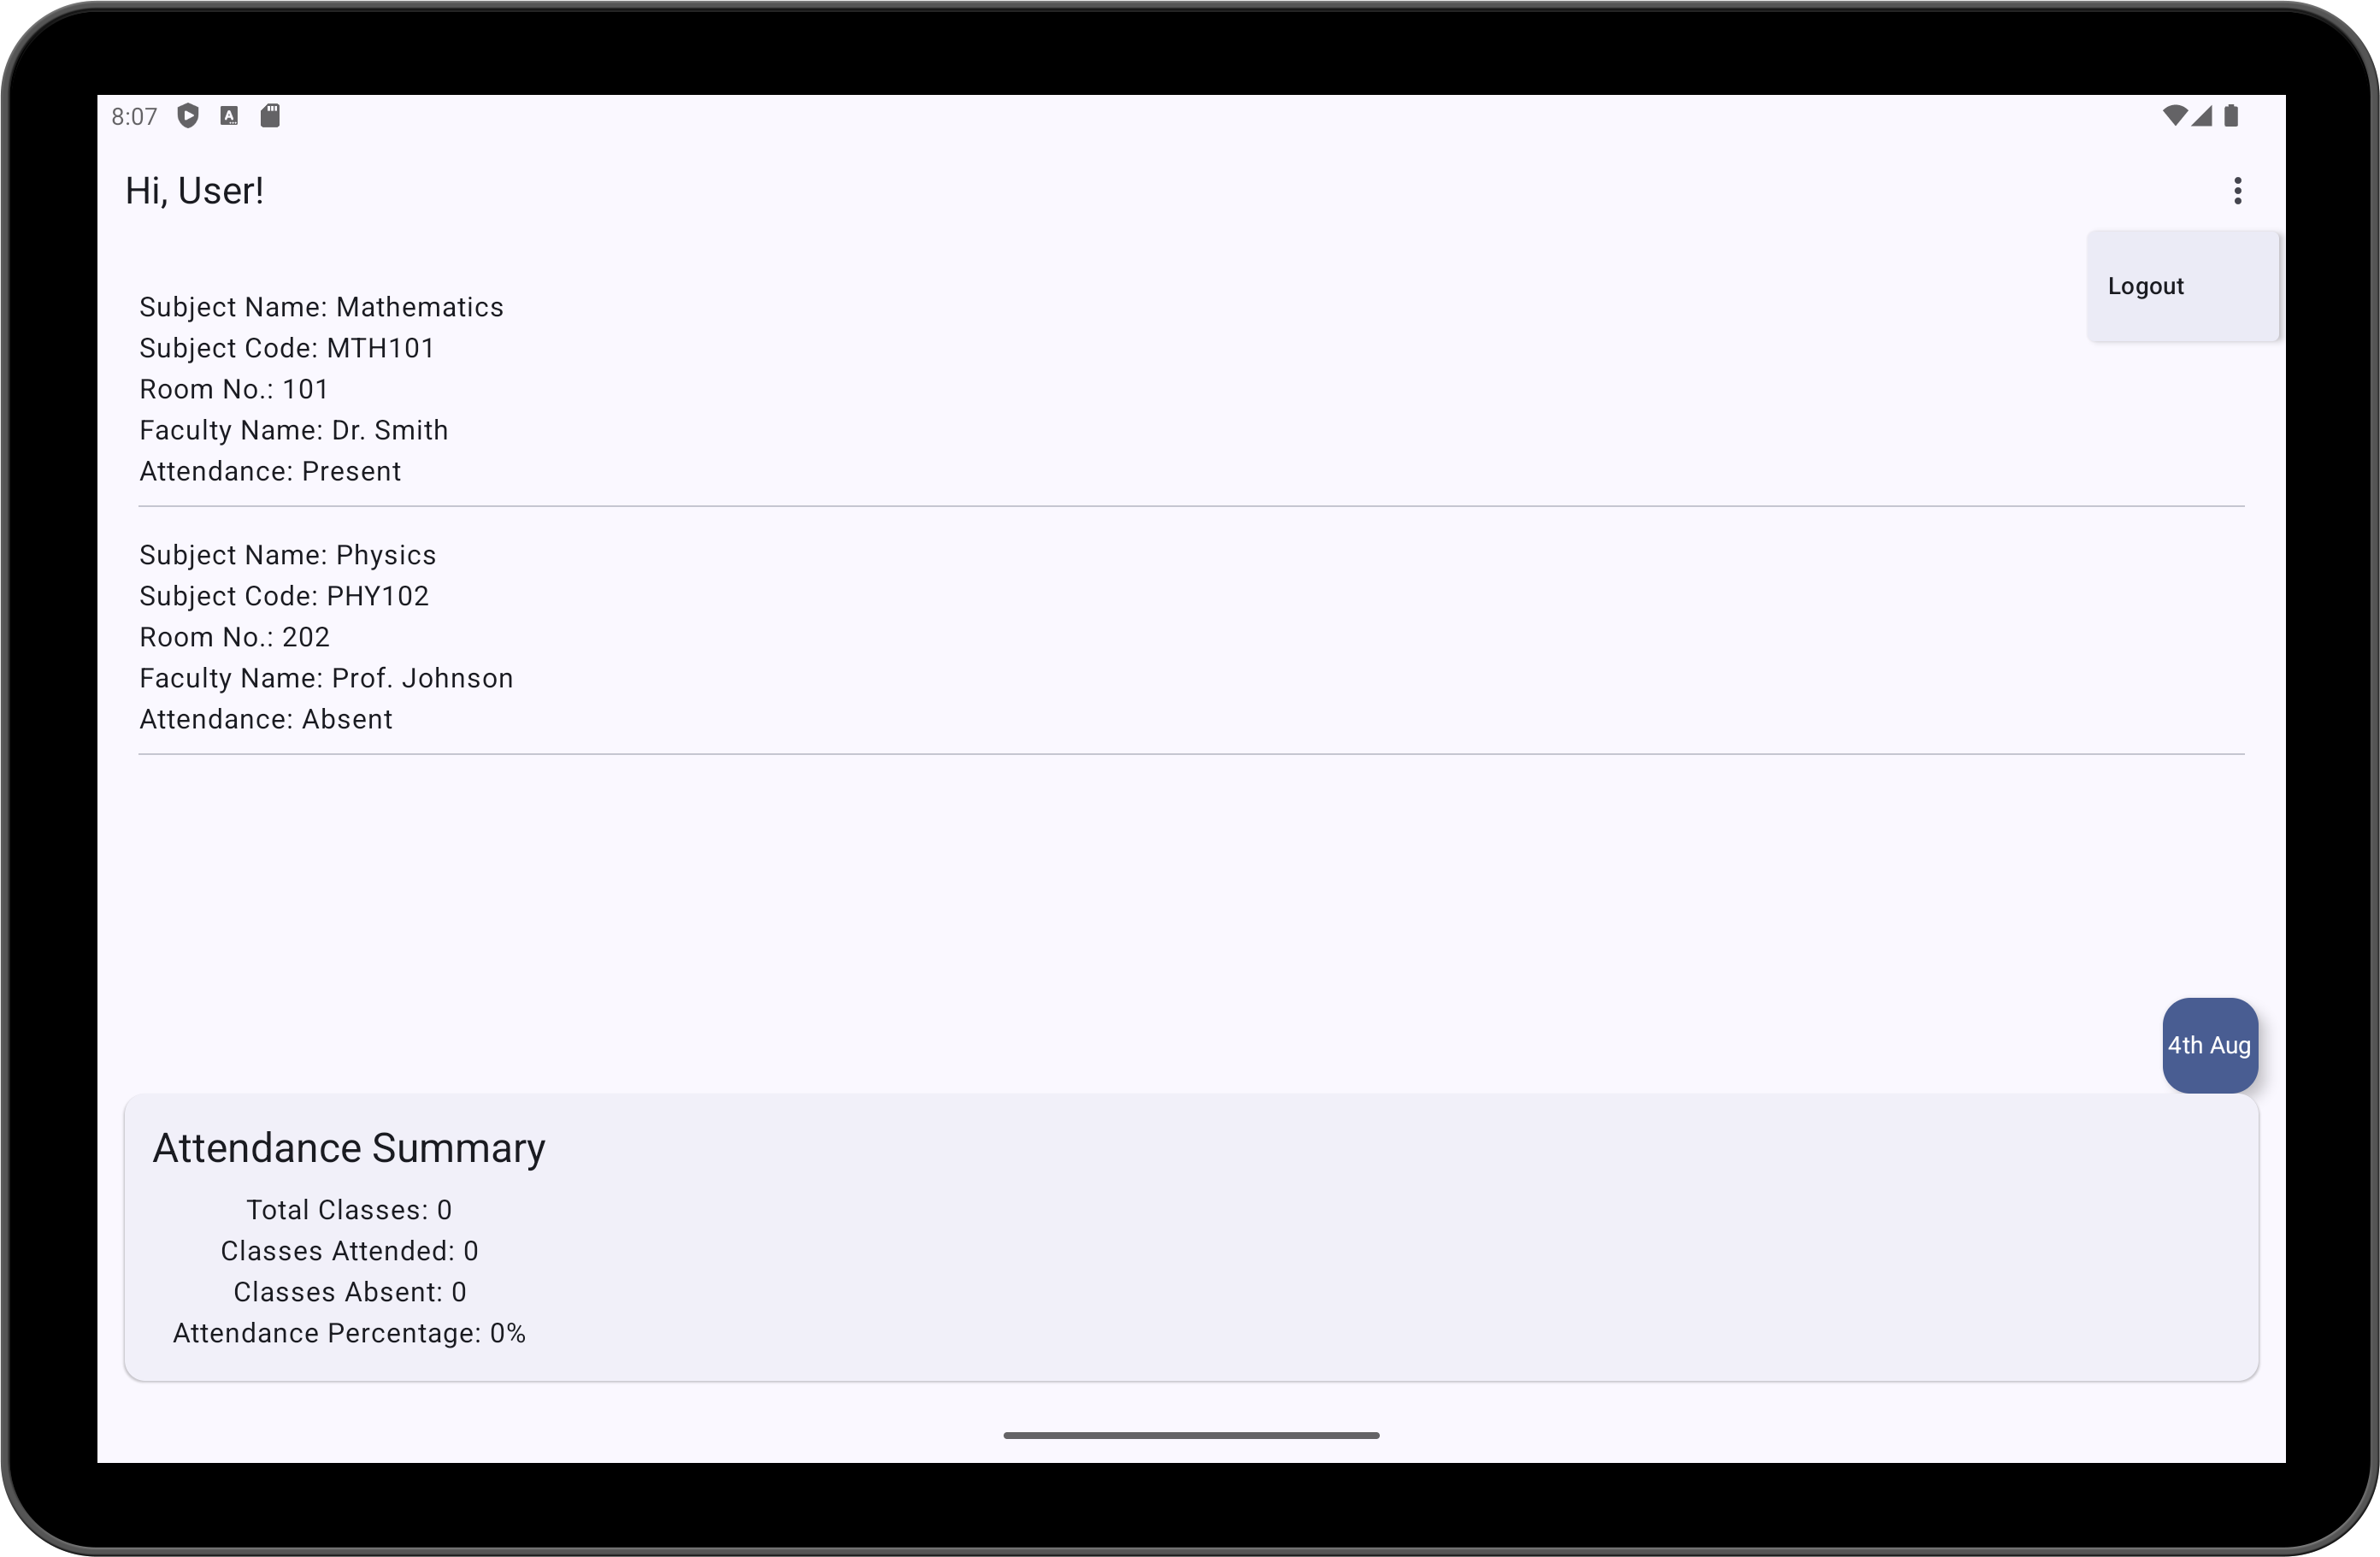 8:07
Hi, User!
Logout
Subject Name: Mathematics
Subject Code: MTH101
Room No.: 101
Faculty Name: Dr. Smith
Attendance: Present
Subject Name: Physics
Subject Code: PHY102
Room No.: 202
Faculty Name: Prof. Johnson
Attendance: Absent
4th Aug
Attendance Summary
Total Classes: 0
Classes Attended: 0
Classes Absent: 0
Attendance Percentage: 0%